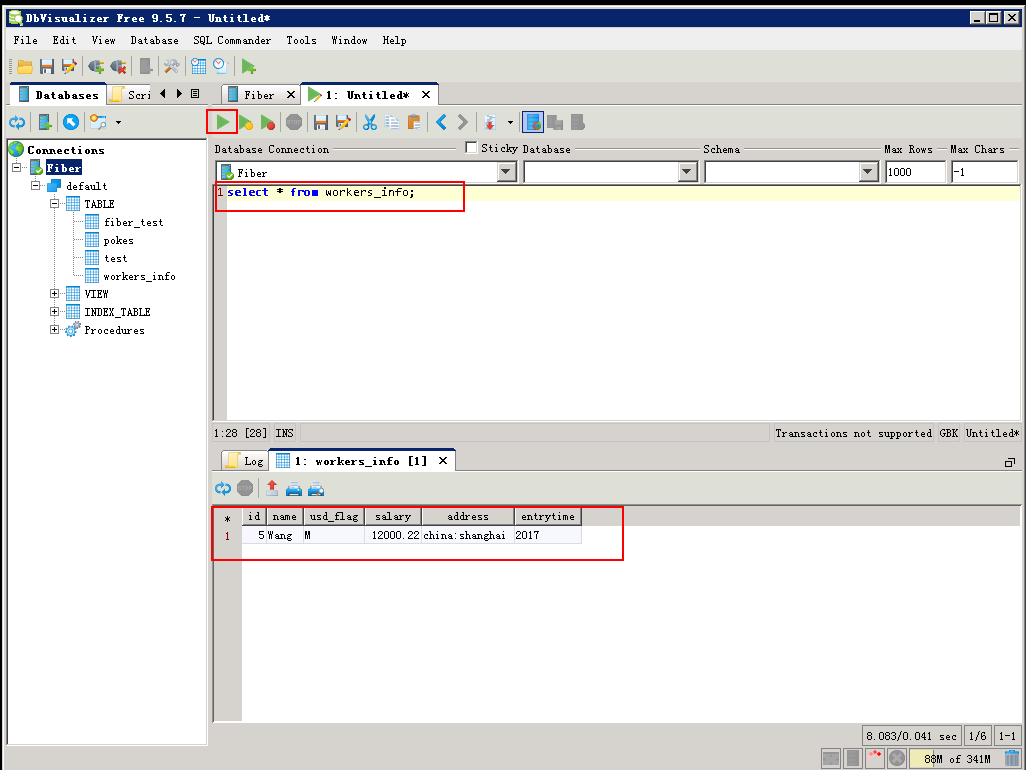 DbVisualizer Free 9.5.7 - Untitled*
File Edit View Database SQL Commander Tools Window Help
Databases Scri
Fiber 1: Untitled*
Connections
Fiber
default
TABLE
fiber_test
pokes
test
workers_info
VIEW
INDEX_TABLE
Procedures
Database Connection Sticky Database Schema Max Rows Max Chars
Fiber 1000 -1
1 select * from workers_info;
1:28 [28] INS Transactions not supported GBK Untitled*
Log 1: workers_info [1]
* id name usd_flag salary address entrytime
1 5 Wang M 12000.22 china:shanghai 2017
8.083/0.041 sec 1/6 1-1
88M of 341M